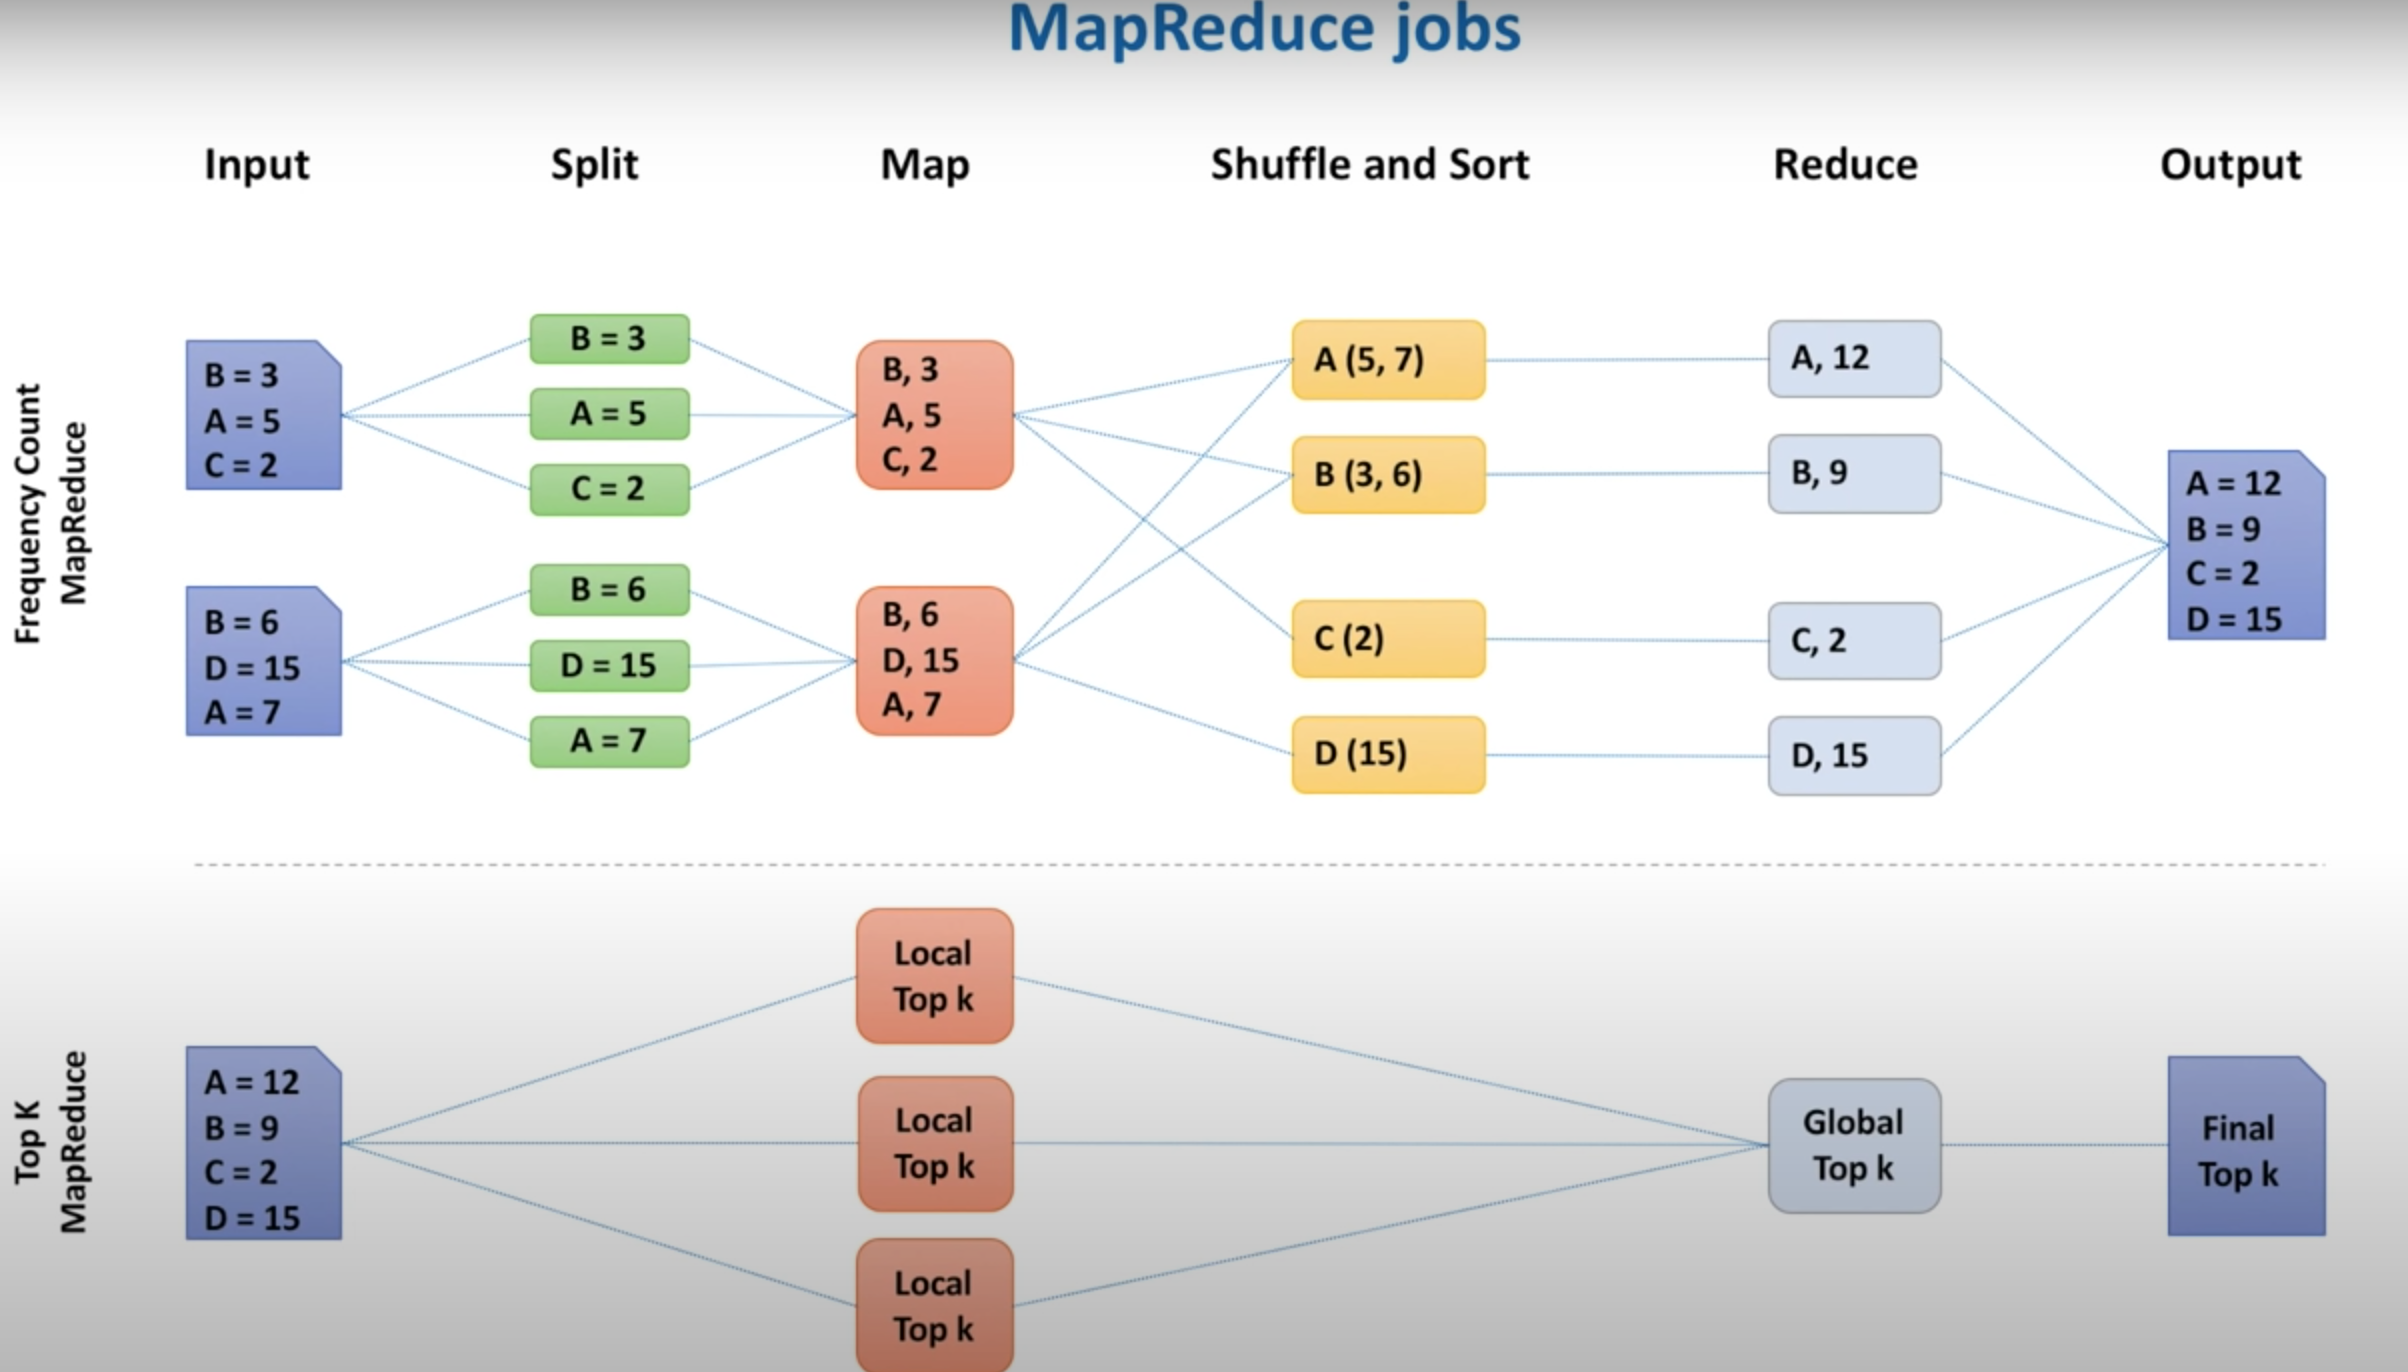 MapReduce jobs
Input
Split
Map
Shuffle and Sort
Reduce
Output
Frequency Count
MapReduce
B = 3
A = 5
C = 2
B = 6
D = 15
A = 7
B = 3
A = 5
C = 2
B = 6
D = 15
A = 7
B, 3
A, 5
C, 2
B, 6
D, 15
A, 7
A (5, 7)
B (3, 6)
C (2)
D (15)
A, 12
B, 9
C, 2
D, 15
A = 12
B = 9
C = 2
D = 15
Top K
MapReduce
A = 12
B = 9
C = 2
D = 15
Local
Top k
Local
Top k
Local
Top k
Global
Top k
Final
Top k